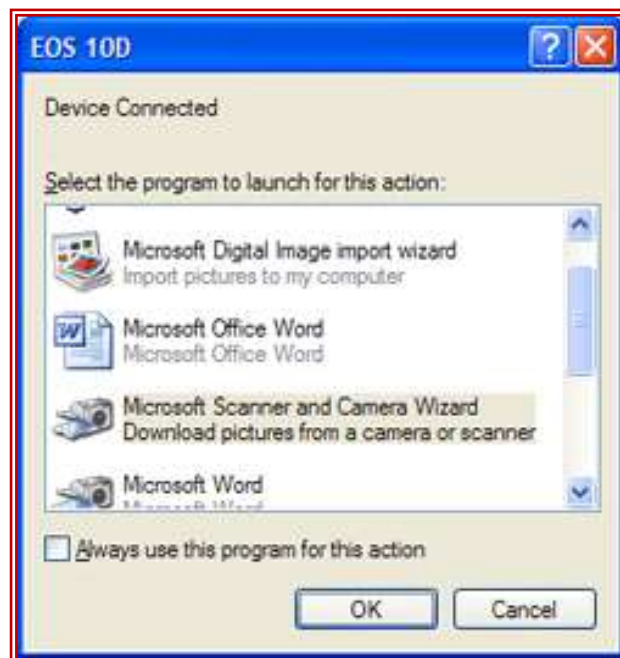 EOS 10D
Device Connected
Select the program to launch for this action:
Microsoft Digital Image import wizard
Import pictures to my computer
Microsoft Office Word
Microsoft Office Word
Microsoft Scanner and Camera Wizard
Download pictures from a camera or scanner
Microsoft Word
Microsoft Word
Always use this program for this action
OK
Cancel